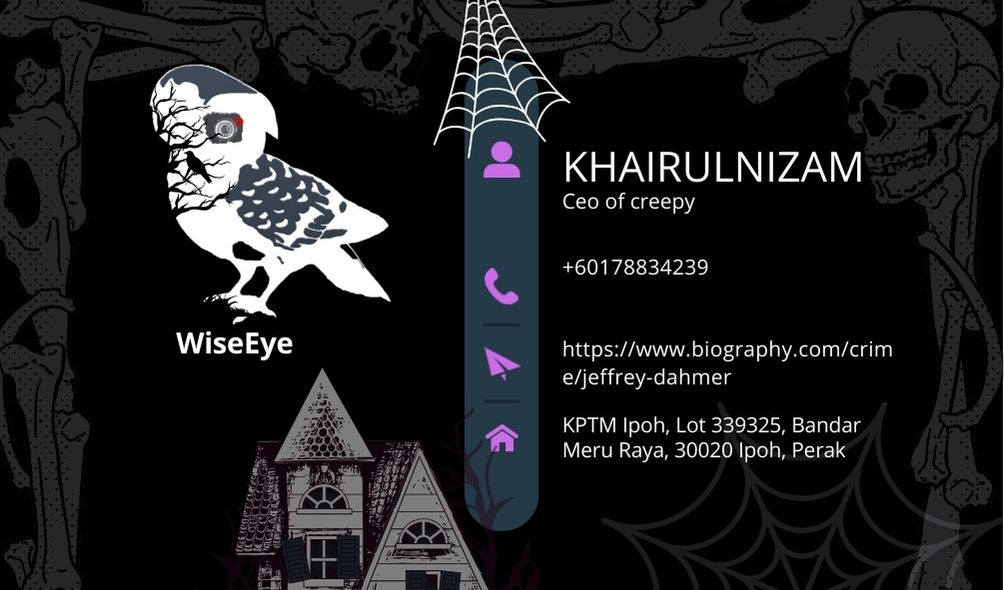 WiseEye
KHAIRULNIZAM
Ceo of creepy
+60178834239
https://www.biography.com/crim
e/jeffrey-dahmer
KPTM Ipoh, Lot 339325, Bandar
Meru Raya, 30020 Ipoh, Perak